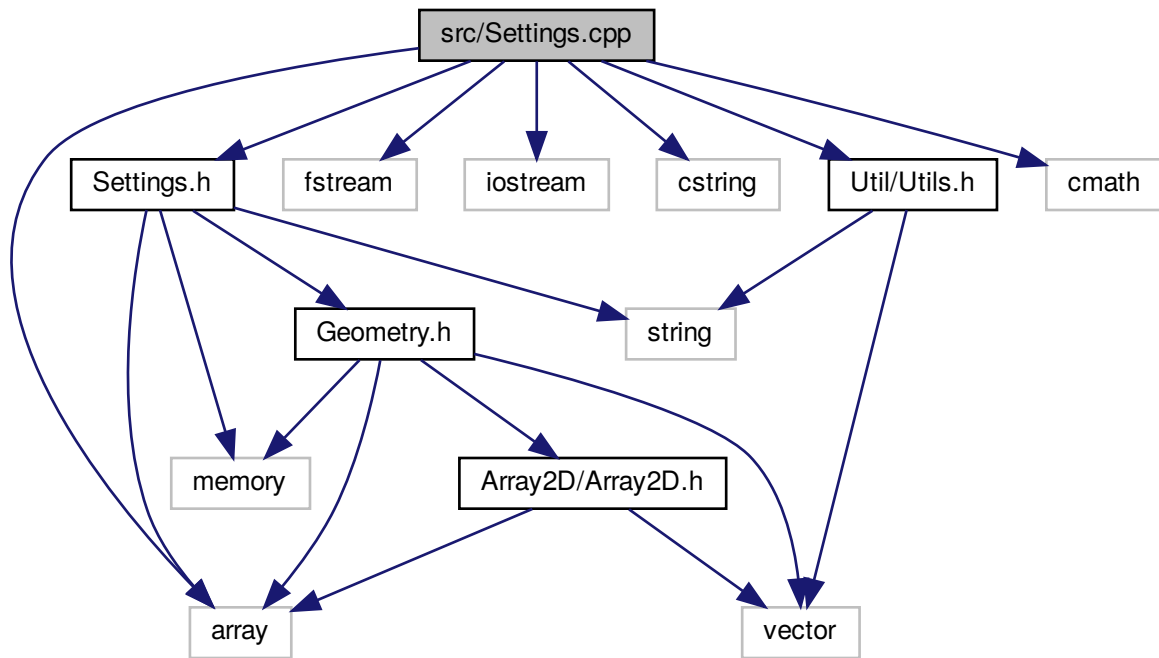 src/Settings.cpp
Settings.h
fstream
iostream
cstring
Util/Utils.h
cmath
Geometry.h
string
memory
Array2D/Array2D.h
array
vector